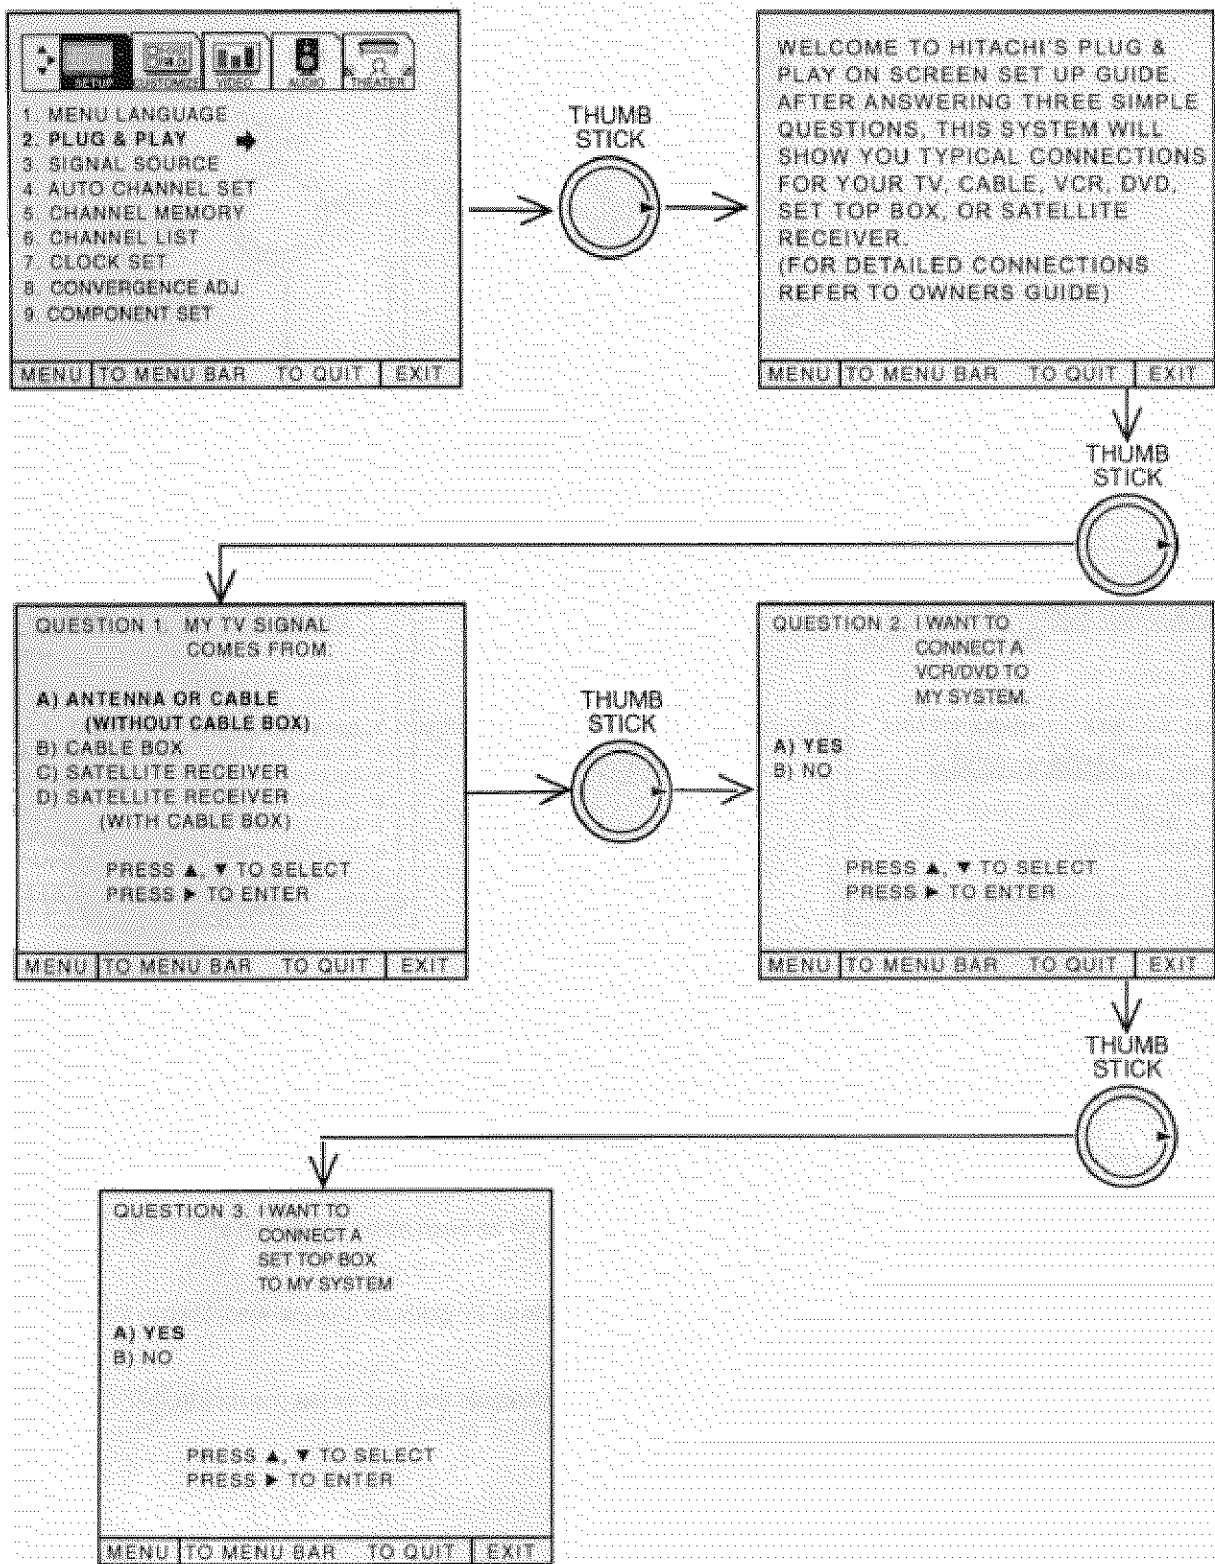 SETUP CUSTOMIZE VIDEO AUDIO THEATER
1. MENU LANGUAGE
2. PLUG & PLAY
3. SIGNAL SOURCE
4. AUTO CHANNEL SET
5. CHANNEL MEMORY
6. CHANNEL LIST
7. CLOCK SET
8. CONVERGENCE ADJ.
9. COMPONENT SET
MENU TO MENU BAR TO QUIT EXIT
THUMB
STICK
WELCOME TO HITACHI'S PLUG &
PLAY ON SCREEN SET UP GUIDE.
AFTER ANSWERING THREE SIMPLE
QUESTIONS, THIS SYSTEM WILL
SHOW YOU TYPICAL CONNECTIONS
FOR YOUR TV, CABLE, VCR, DVD,
SET TOP BOX, OR SATELLITE
RECEIVER.
(FOR DETAILED CONNECTIONS
REFER TO OWNERS GUIDE)
MENU TO MENU BAR TO QUIT EXIT
THUMB
STICK
QUESTION 1. MY TV SIGNAL
COMES FROM:
A) ANTENNA OR CABLE
(WITHOUT CABLE BOX)
B) CABLE BOX
C) SATELLITE RECEIVER
D) SATELLITE RECEIVER
(WITH CABLE BOX)
PRESS ▲, ▼ TO SELECT
PRESS ► TO ENTER
MENU TO MENU BAR TO QUIT EXIT
THUMB
STICK
QUESTION 2. I WANT TO
CONNECT A
VCR/DVD TO
MY SYSTEM.
A) YES
B) NO
PRESS ▲, ▼ TO SELECT
PRESS ► TO ENTER
MENU TO MENU BAR TO QUIT EXIT
THUMB
STICK
QUESTION 3. I WANT TO
CONNECT A
SET TOP BOX
TO MY SYSTEM
A) YES
B) NO
PRESS ▲, ▼ TO SELECT
PRESS ► TO ENTER
MENU TO MENU BAR TO QUIT EXIT